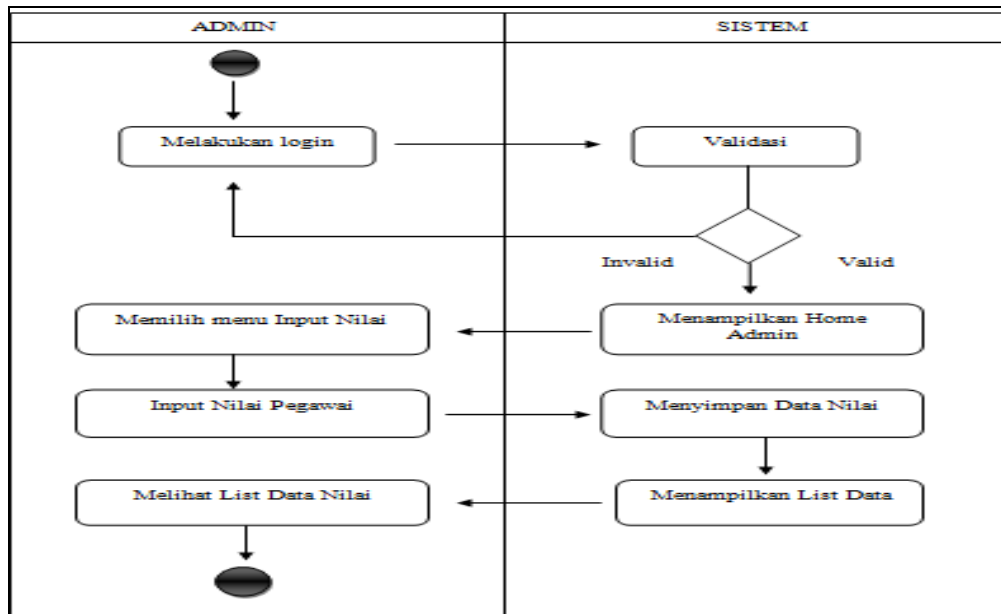 ADMIN
SISTEM
Melakukan login
Validasi
Invalid
Valid
Memilih menu Input Nilai
Menampilkan Home
Admin
Input Nilai Pegawai
Menyimpan Data Nilai
Melihat List Data Nilai
Menampilkan List Data